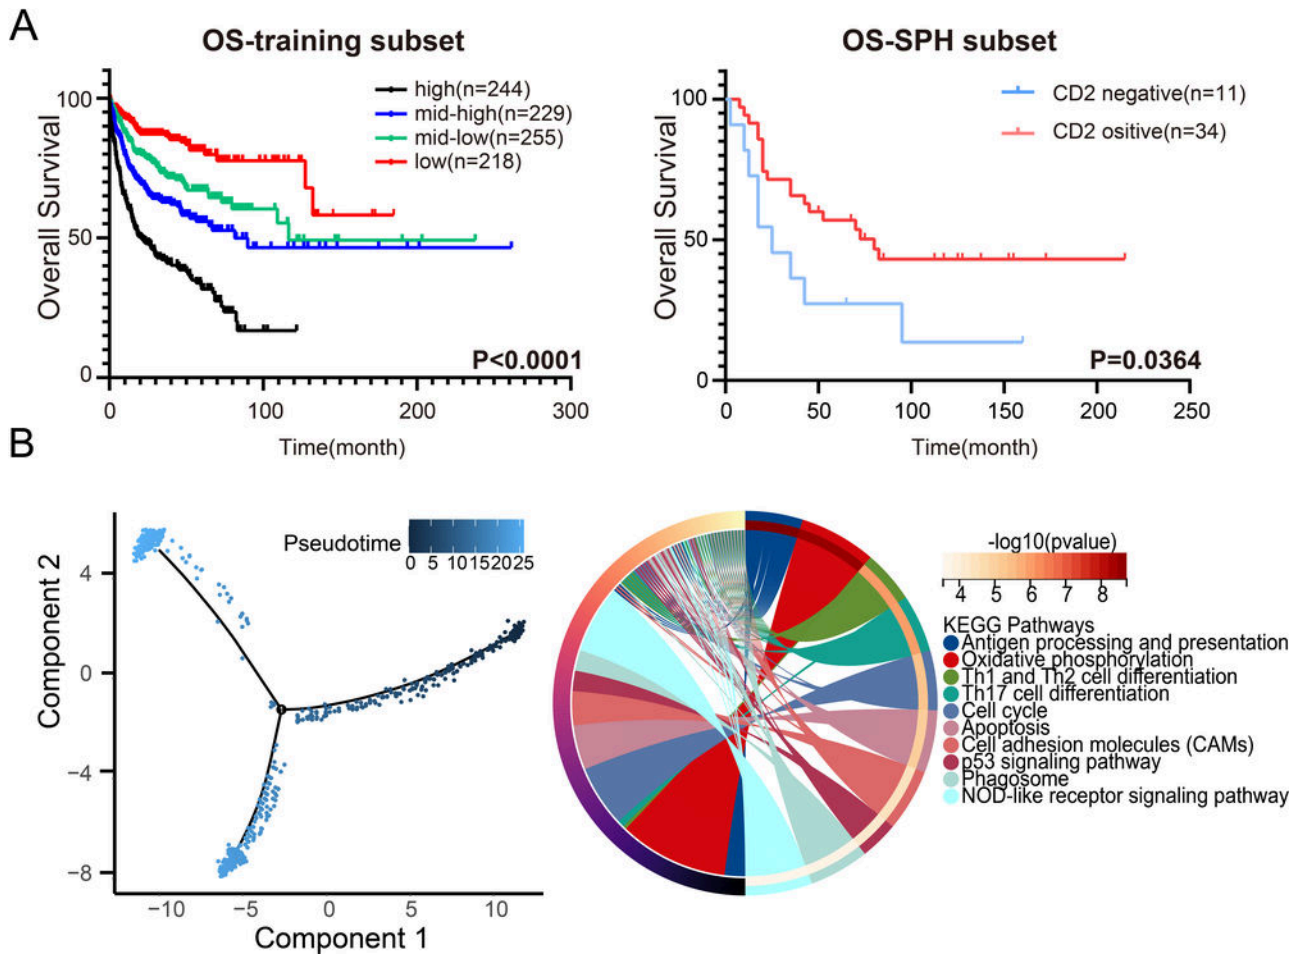 A
OS-training subset
high(n=244)
mid-high(n=229)
mid-low(n=255)
low(n=218)
Overall Survival
100
50
0
P<0.0001
0 100 200 300
Time(month)
OS-SPH subset
CD2 negative(n=11)
CD2 ositive(n=34)
Overall Survival
100
50
0
P=0.0364
0 50 100 150 200 250
Time(month)
B
Pseudotime
0 5 10 15 20 25
Component 2
4
0
−4
−8
−10 −5 0 5 10
Component 1
-log10(pvalue)
4 5 6 7 8
KEGG Pathways
Antigen processing and presentation
Oxidative phosphorylation
Th1 and Th2 cell differentiation
Th17 cell differentiation
Cell cycle
Apoptosis
Cell adhesion molecules (CAMs)
p53 signaling pathway
Phagosome
NOD-like receptor signaling pathway